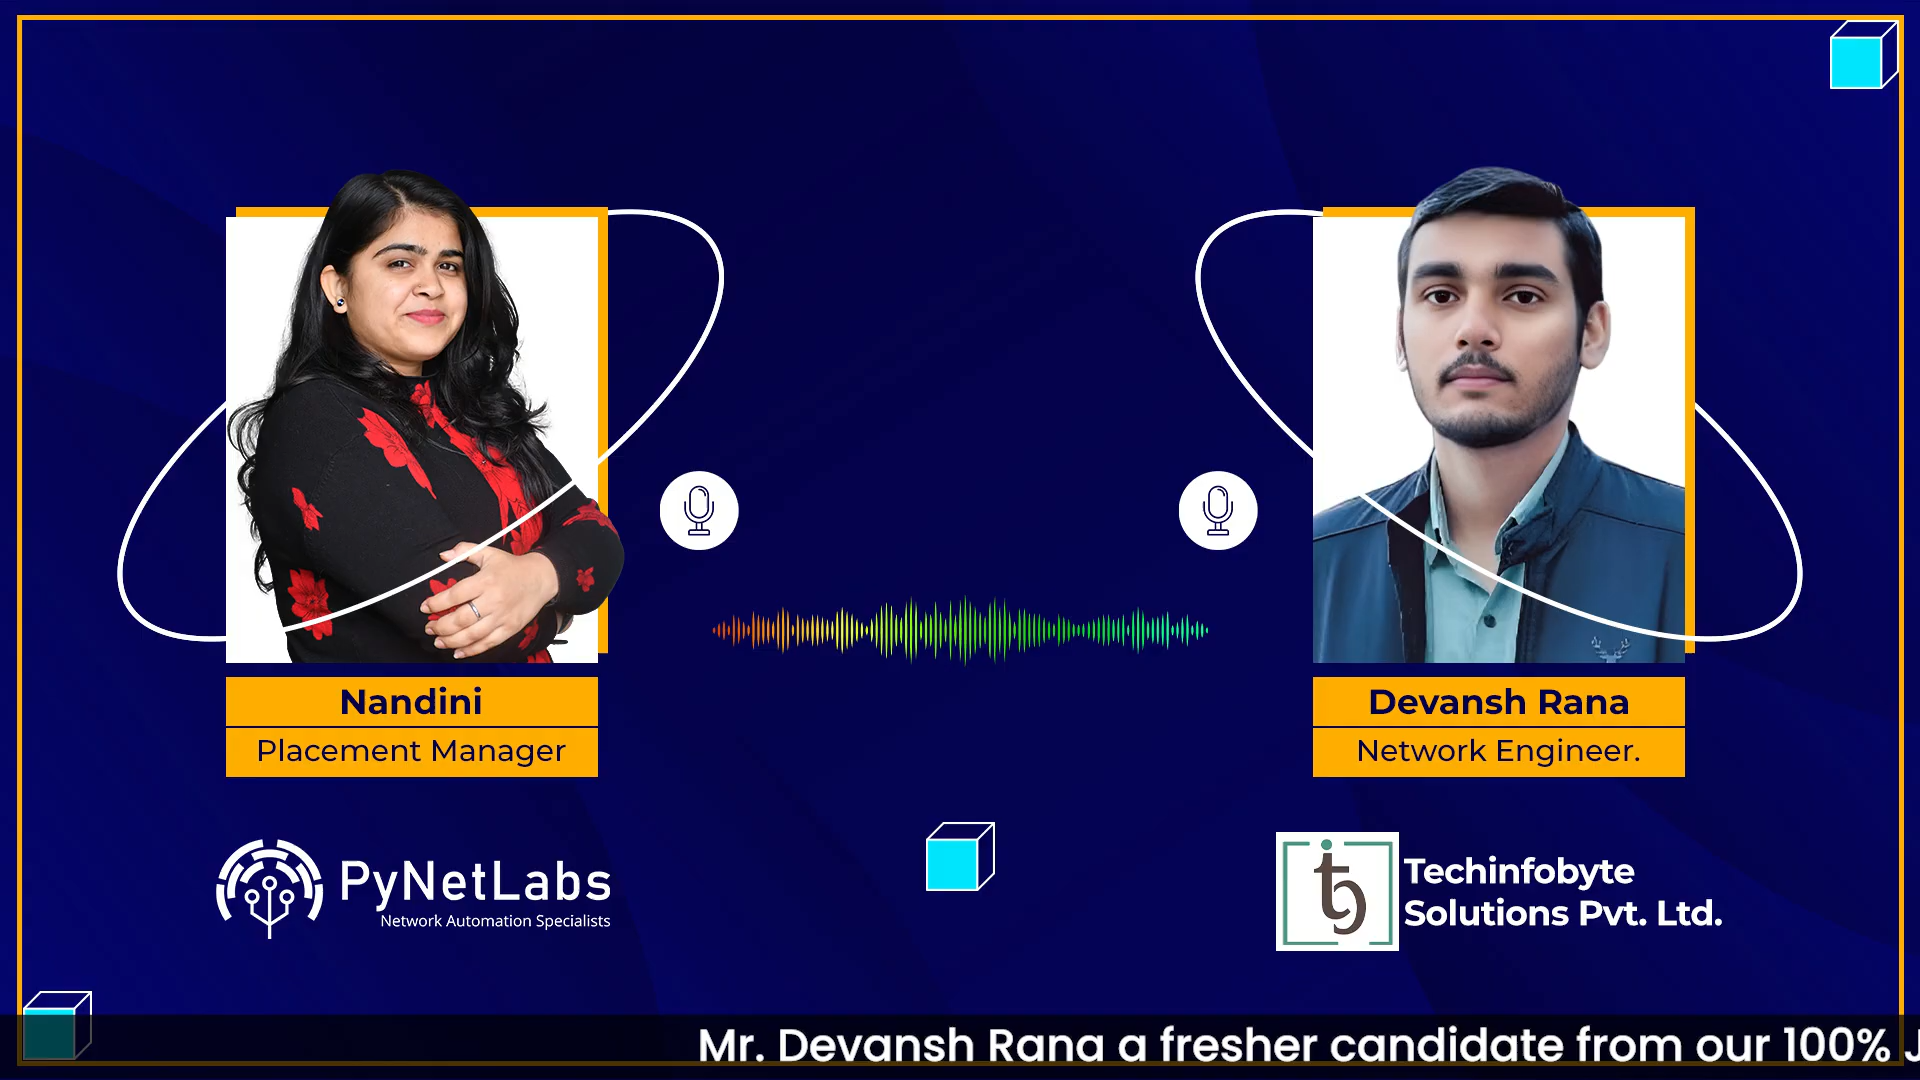 Nandini
Placement Manager
Devansh Rana
Network Engineer.
PyNetLabs
Network Automation Specialists
Techinfobyte
Solutions Pvt. Ltd.
Mr. Devansh Rana a fresher candidate from our 100%